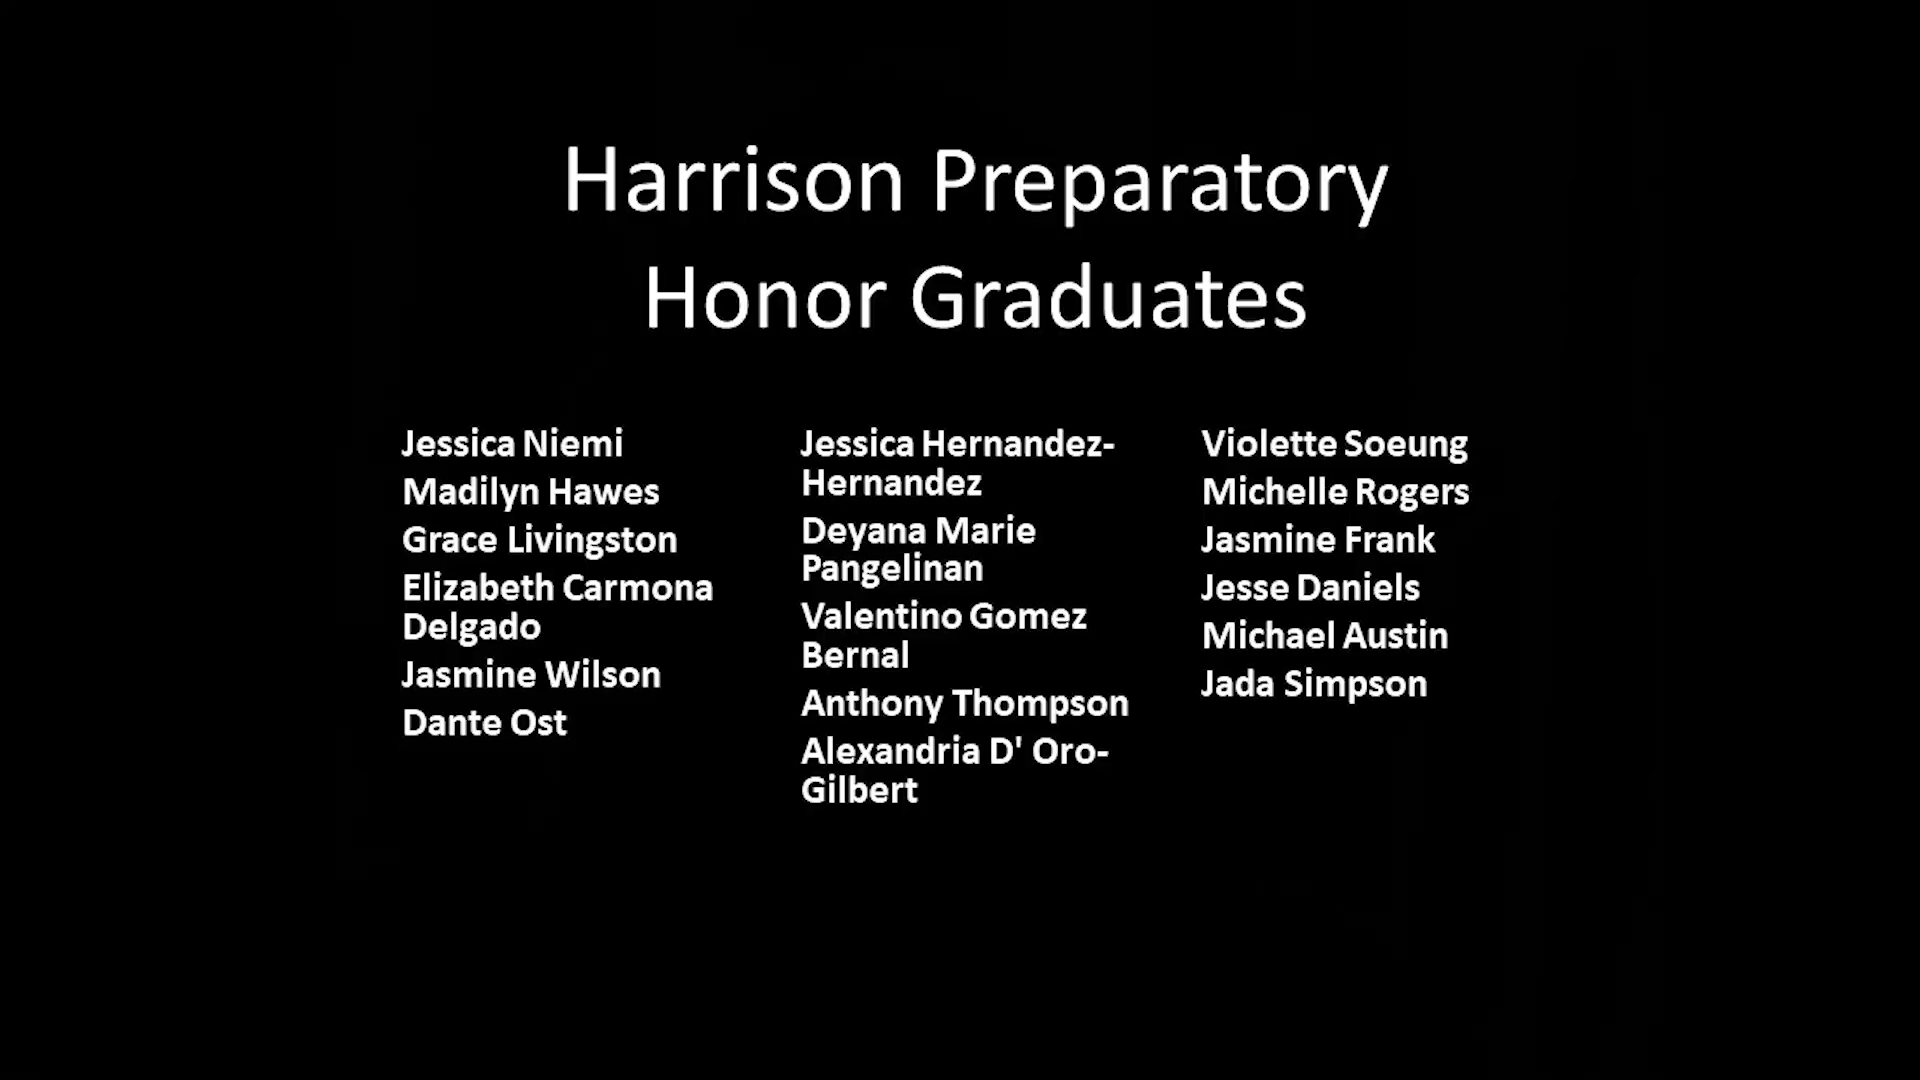 Harrison Preparatory
Honor Graduates
Jessica Niemi
Madilyn Hawes
Grace Livingston
Elizabeth Carmona
Delgado
Jasmine Wilson
Dante Ost
Jessica Hernandez-
Hernandez
Deyana Marie
Pangelinan
Valentino Gomez
Bernal
Anthony Thompson
Alexandria D' Oro-
Gilbert
Violette Soeung
Michelle Rogers
Jasmine Frank
Jesse Daniels
Michael Austin
Jada Simpson